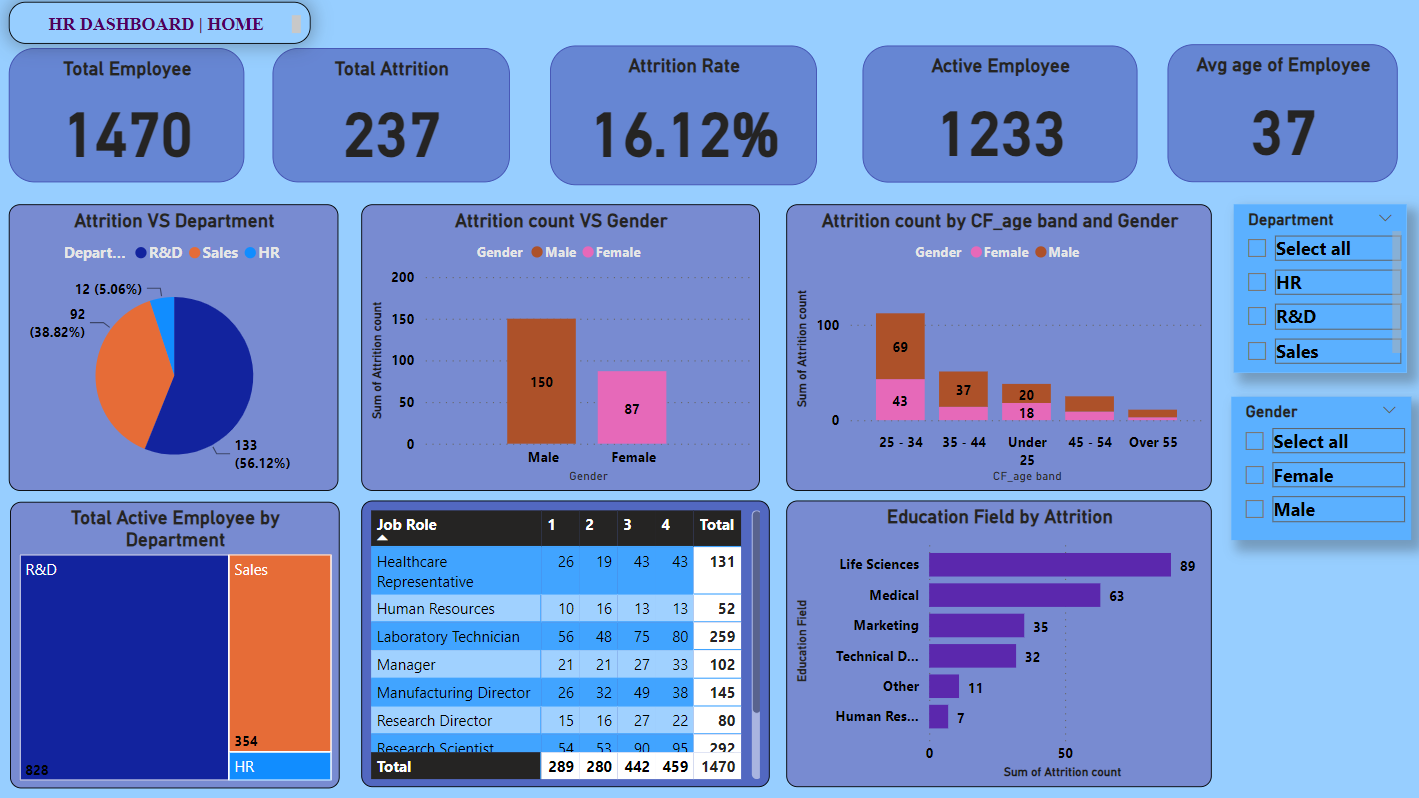 HR DASHBOARD | HOME
Total Employee
1470
Total Attrition
237
Attrition Rate
16.12%
Active Employee
1233
Avg age of Employee
37
Attrition VS Department
Depart... R&D Sales HR
12 (5.06%)
92
(38.82%)
133
(56.12%)
Attrition count VS Gender
Gender Male Female
Sum of Attrition count
200
150
100
50
0
150
87
Male Female
Gender
Attrition count by CF_age band and Gender
Gender Female Male
Sum of Attrition count
100
0
69
43
37
20
18
25 - 34 35 - 44 Under 25 45 - 54 Over 55
CF_age band
Department
Select all
HR
R&D
Sales
Gender
Select all
Female
Male
Total Active Employee by
Department
R&D
828
Sales
354
HR
Job Role 1 2 3 4 Total
Healthcare
Representative 26 19 43 43 131
Human Resources 10 16 13 13 52
Laboratory Technician 56 48 75 80 259
Manager 21 21 27 33 102
Manufacturing Director 26 32 49 38 145
Research Director 15 16 27 22 80
Research Scientist 54 53 90 95 292
Total 289 280 442 459 1470
Education Field by Attrition
Education Field
Life Sciences 89
Medical 63
Marketing 35
Technical D... 32
Other 11
Human Res... 7
0 50
Sum of Attrition count